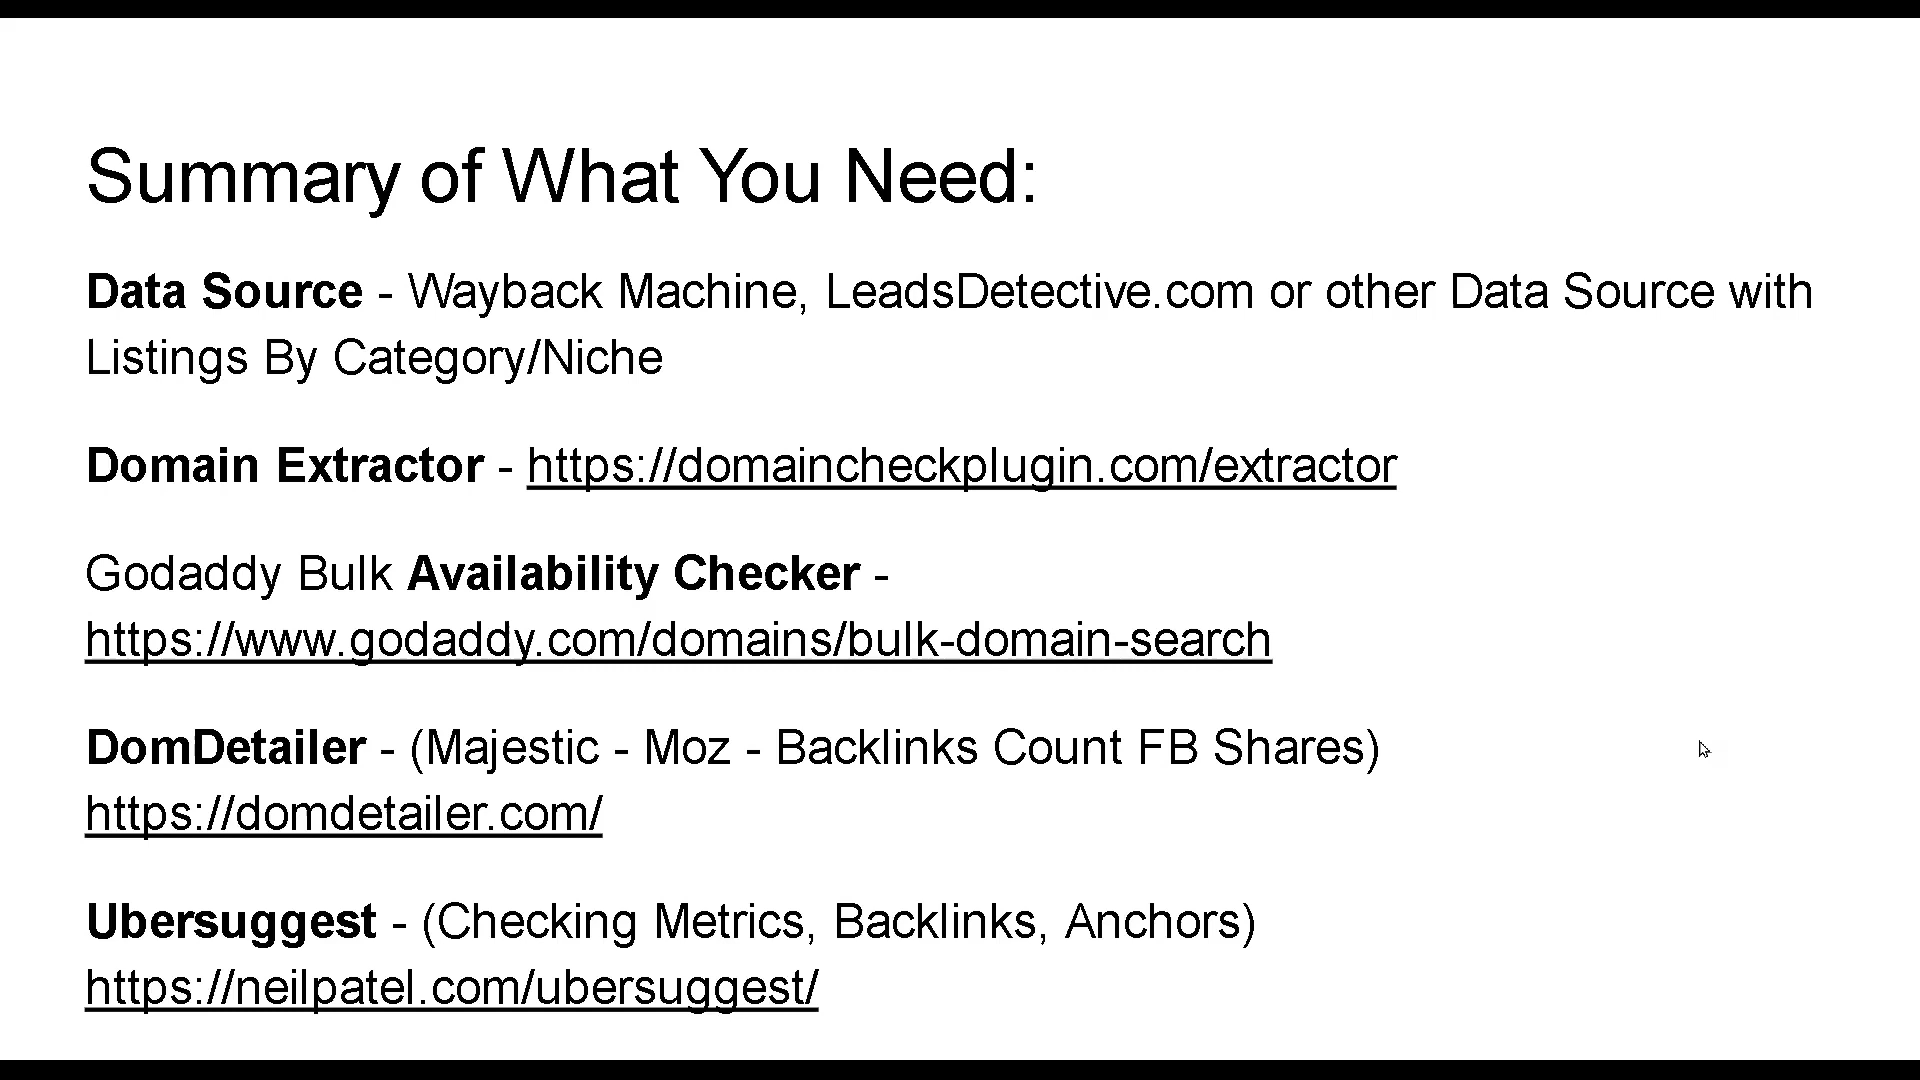 Summary of What You Need:
Data Source - Wayback Machine, LeadsDetective.com or other Data Source with
Listings By Category/Niche
Domain Extractor - https://domaincheckplugin.com/extractor
Godaddy Bulk Availability Checker -
https://www.godaddy.com/domains/bulk-domain-search
DomDetailer - (Majestic - Moz - Backlinks Count FB Shares)
https://domdetailer.com/
Ubersuggest - (Checking Metrics, Backlinks, Anchors)
https://neilpatel.com/ubersuggest/